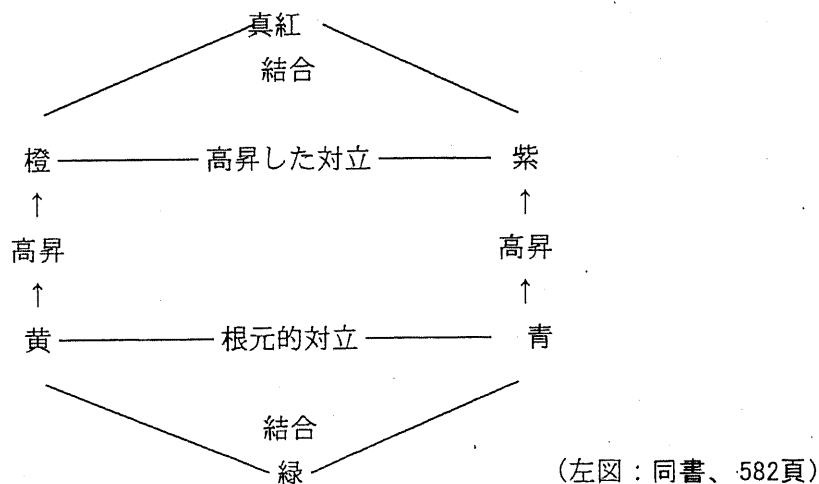 真紅
結合
橙 高昇した対立 紫
↑ ↑
高昇 高昇
↑ ↑
黄 根元的対立 青
結合
緑 (左図：同書、582頁)